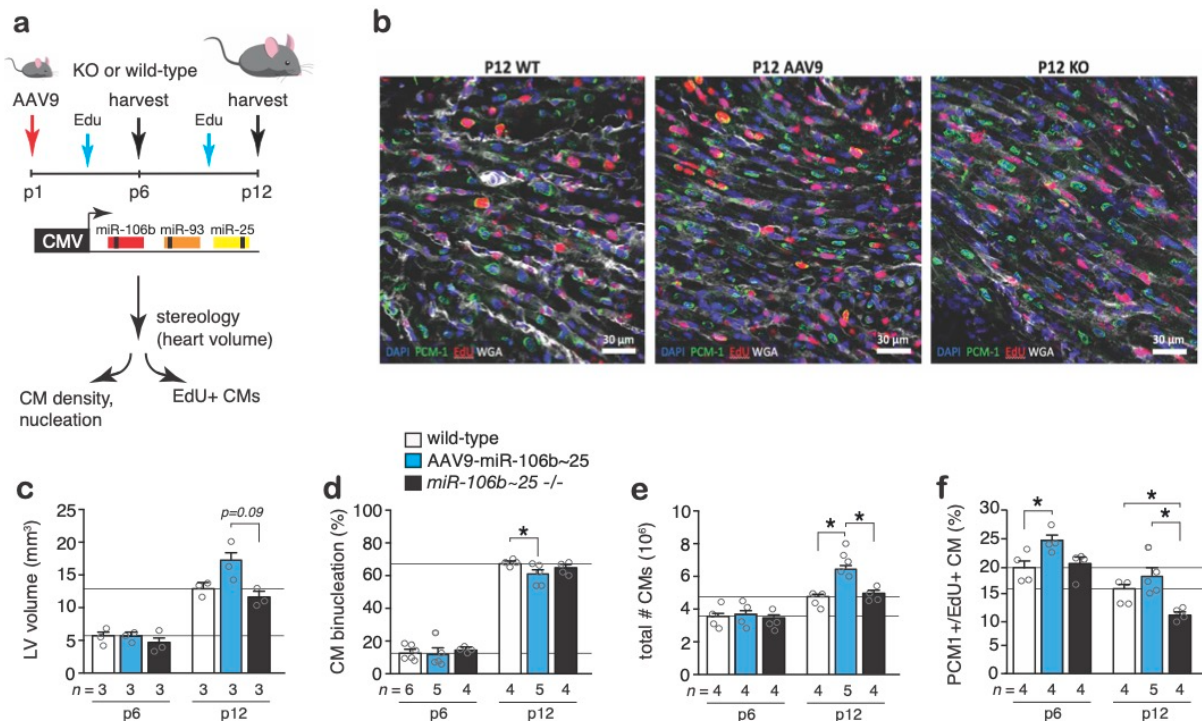 a
KO or wild-type
AAV9 harvest harvest
Edu Edu
p1 p6 p12
miR-106b miR-93 miR-25
CMV
stereology
(heart volume)
CM density,
nucleation
EdU+ CMs
b
P12 WT P12 AAV9 P12 KO
DAPI PCM-1 EdU WGA 30 µm
DAPI PCM-1 EdU WGA 30 µm
DAPI PCM-1 EdU WGA 30 µm
wild-type
AAV9-miR-106b~25
miR-106b~25 -/-
c
LV volume (mm³)
25
20
15
10
5
0
p=0.09
n = 3 3 3 3 3 3
p6 p12
d
CM binucleation (%)
100
80
60
40
20
0
*
n = 6 5 4 4 5 4
p6 p12
e
total # CMs (10⁶)
10
8
6
4
2
0
* *
n = 4 4 4 4 5 4
p6 p12
f
PCM1+/EdU+ CM (%)
40
30
25
20
15
10
5
0
*
*
*
n = 4 4 4 4 5 4
p6 p12